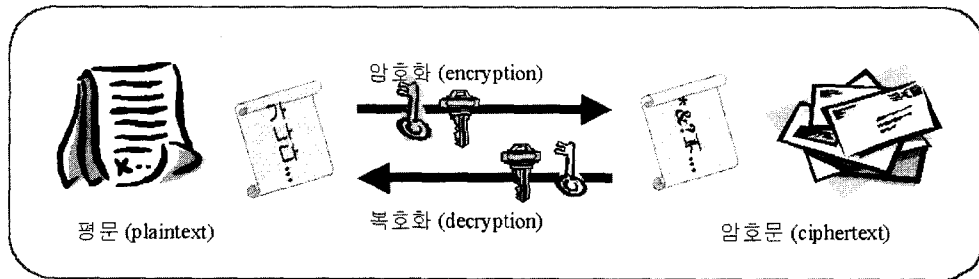 암호화 (encryption)
가나다...
*&?⊄...
복호화 (decryption)
평문 (plaintext)
암호문 (ciphertext)